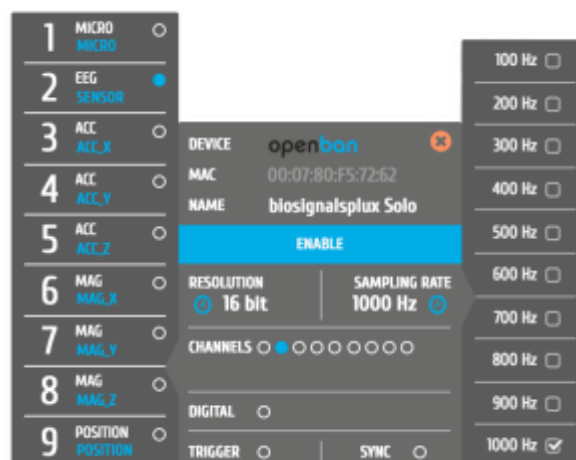 1 MICRO
MICRO
2 EEG
SENSOR
3 ACC
ACC_X
4 ACC
ACC_Y
5 ACC
ACC_Z
6 MAG
MAG_X
7 MAG
MAG_Y
8 MAG
MAG_Z
9 POSITION
POSITION
DEVICE openban
MAC 00:07:80:F5:72:62
NAME biosignalsplux Solo
ENABLE
RESOLUTION
16 bit
SAMPLING RATE
1000 Hz
CHANNELS
DIGITAL
TRIGGER
SYNC
100 Hz
200 Hz
300 Hz
400 Hz
500 Hz
600 Hz
700 Hz
800 Hz
900 Hz
1000 Hz